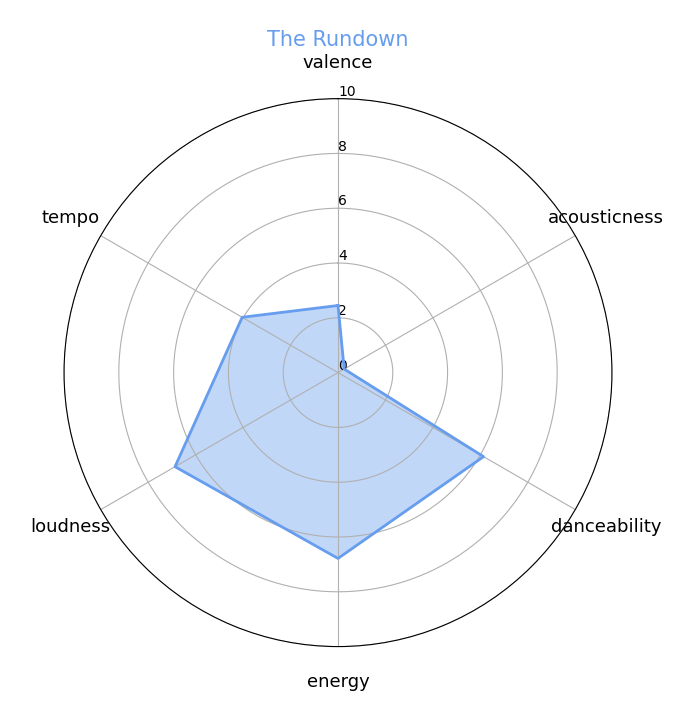 The Rundown
valence
10
8
tempo
acousticness
6
4
2
0
loudness
danceability
energy